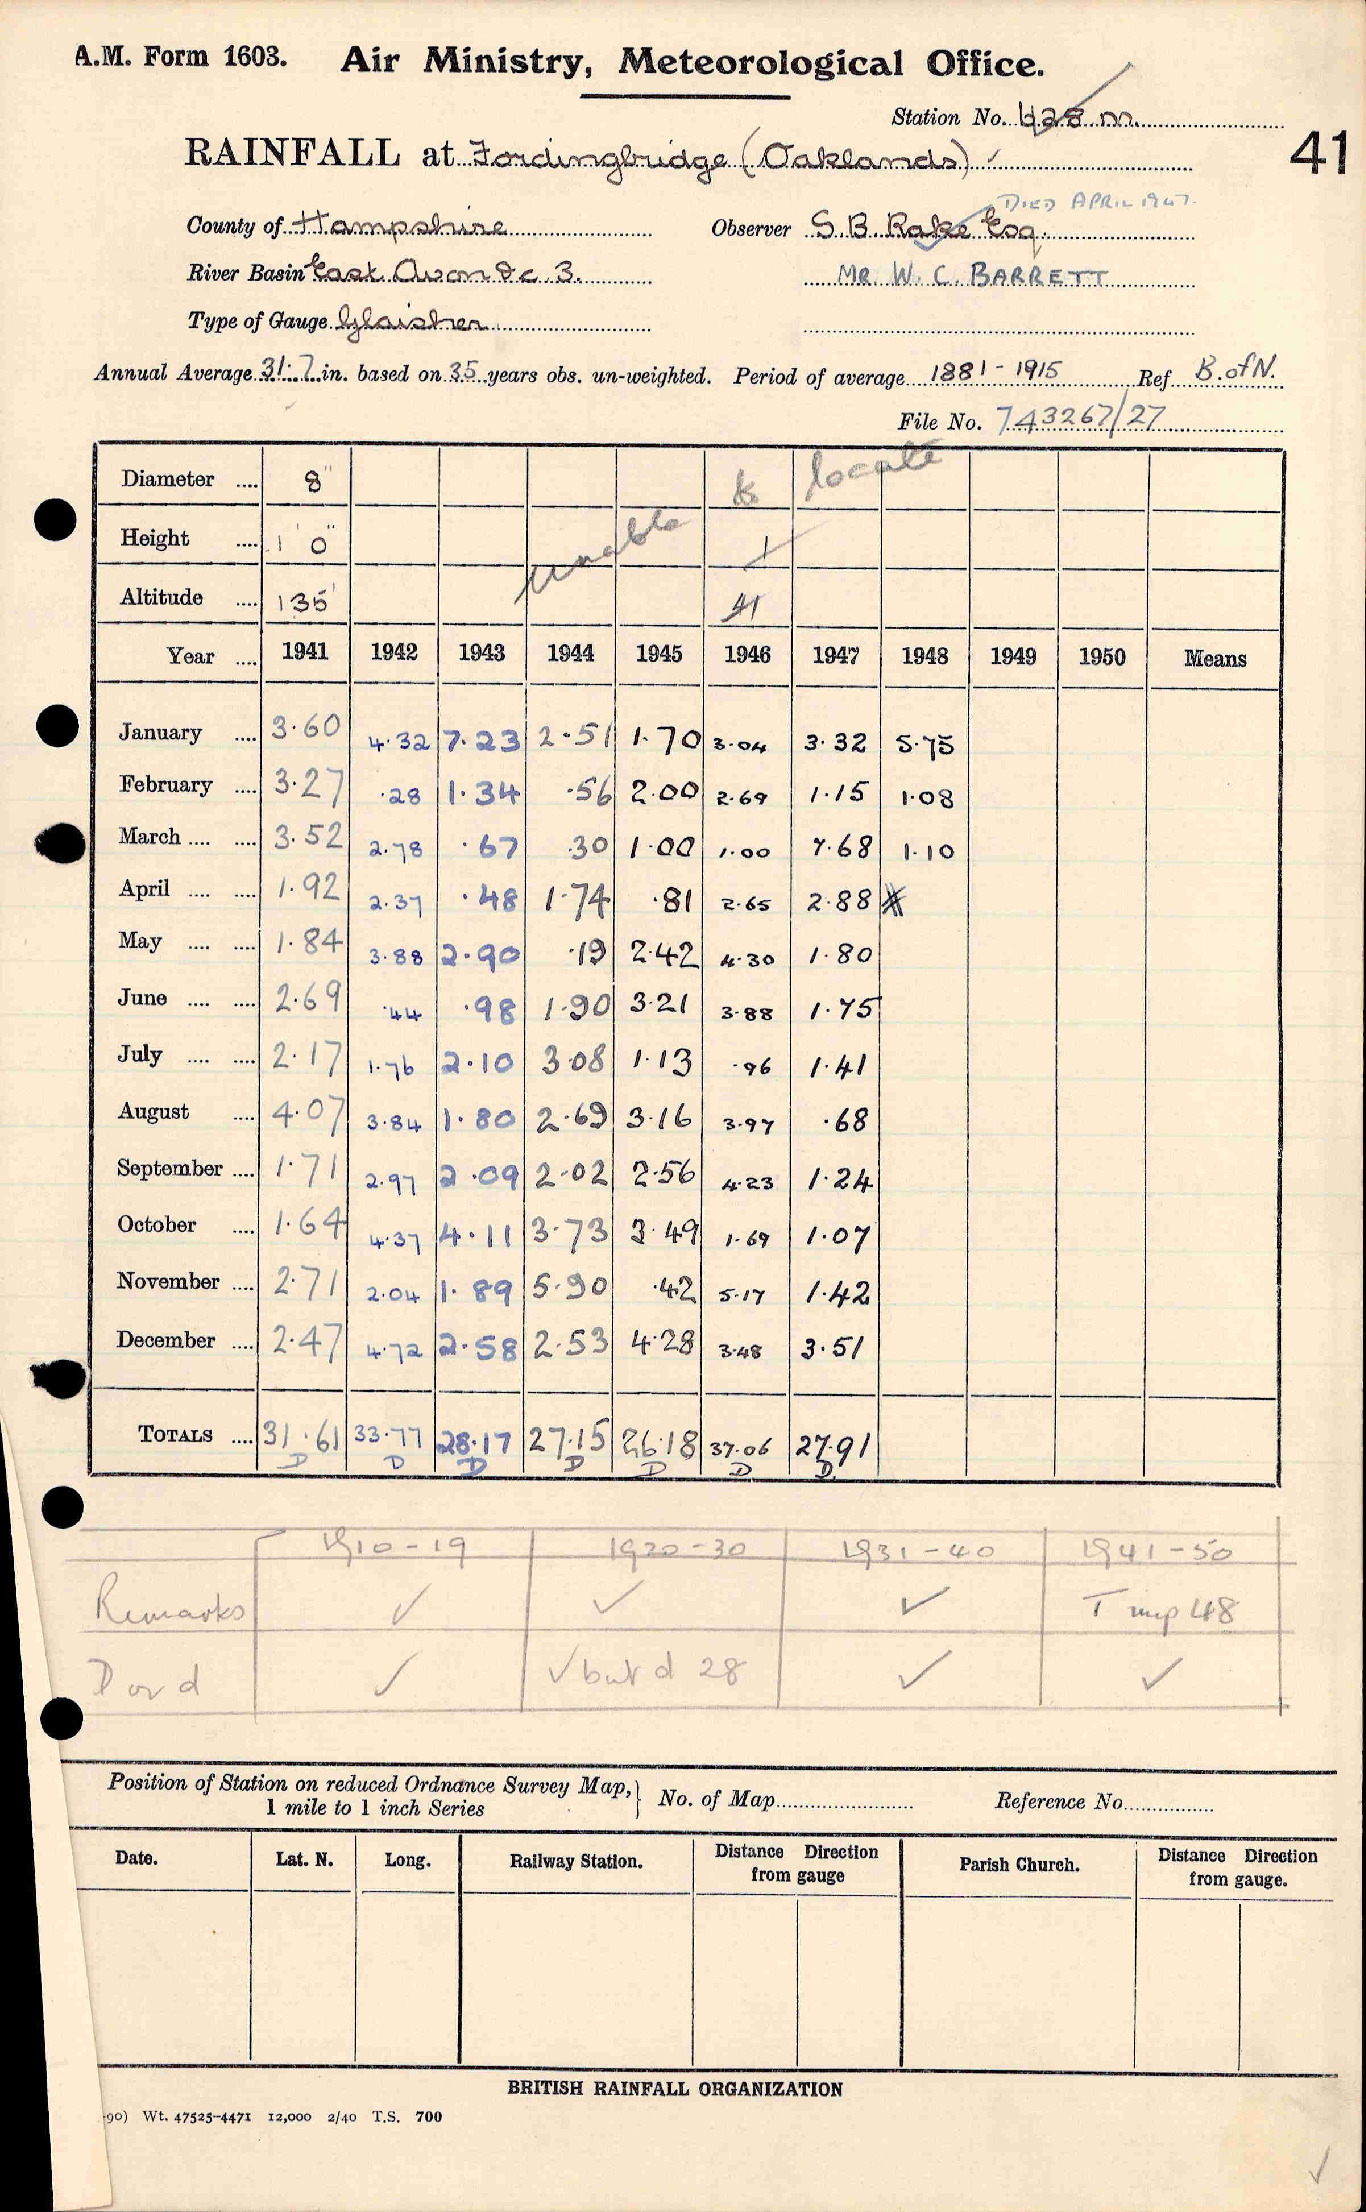 A.M. Form 1603. Air Ministry, Meteorological Office.
Station No. 428 m.
41
RAINFALL at Fordingbridge (Oaklands) ✓
DIED APRIL 1947.
County of Hampshire Observer S. B. Rake Esq.
River Basin East Avon &c 3. MR W. C. BARRETT
Type of Gauge Glaisher
Annual Average 31.7 in. based on 35 years obs. un-weighted. Period of average 1881 - 1915 Ref B. of N.
File No. 743267/27
unable to locate
Diameter .... 8"
Height .... 1' 0" 1
Altitude .... 135' 41
Year .... 1941 1942 1943 1944 1945 1946 1947 1948 1949 1950 Means
January .... 3.60 4.32 7.23 2.51 1.70 3.04 3.32 5.75
February .... 3.27 .28 1.34 .56 2.00 2.69 1.15 1.08
March .... .... 3.52 2.78 .67 .30 1.00 1.00 7.68 1.10
April .... .... 1.92 2.37 .48 1.74 .81 2.65 2.88
May .... .... 1.84 3.88 2.90 .19 2.42 4.30 1.80
June .... .... 2.69 .44 .98 1.90 3.21 3.88 1.75
July .... .... 2.17 1.76 2.10 3.08 1.13 .96 1.41
August .... 4.07 3.84 1.80 2.69 3.16 3.97 .68
September .... 1.71 2.97 2.09 2.02 2.56 4.23 1.24
October .... 1.64 4.37 4.11 3.73 3.49 1.69 1.07
November .... 2.71 2.04 1.89 5.90 .42 5.17 1.42
December .... 2.47 4.72 2.58 2.53 4.28 3.48 3.51
TOTALS .... 31.61 33.77 28.17 27.15 26.18 37.06 27.91
D D D D D D D
1910-19 1920-30 1931-40 1941-50
Remarks ✓ ✓ ✓ T 48
D or d ✓ ✓ but d 28 ✓ ✓
Position of Station on reduced Ordnance Survey Map, No. of Map Reference No.
1 mile to 1 inch Series
Date. Lat. N. Long. Railway Station. Distance Direction from gauge Parish Church. Distance Direction from gauge.
BRITISH RAINFALL ORGANIZATION
90) Wt. 47525-4471 12,000 2/40 T.S. 700
✓